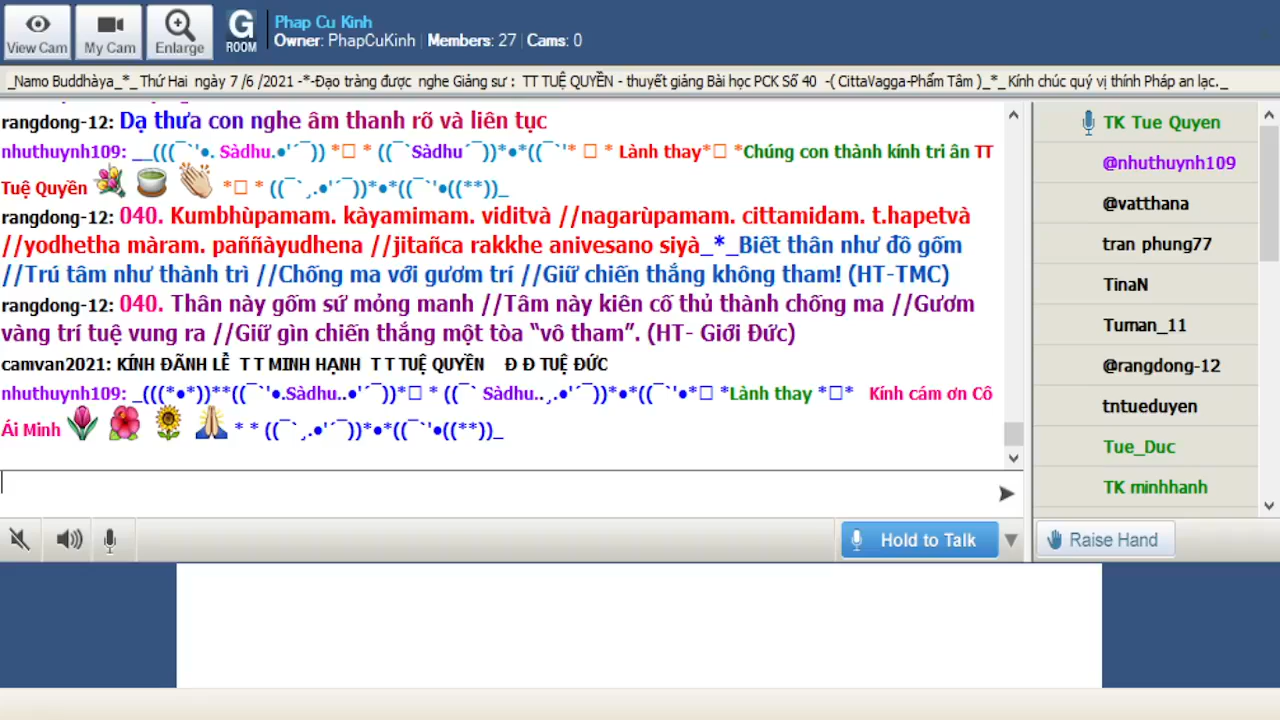 View Cam
My Cam
Enlarge
G
ROOM
Phap Cu Kinh
Owner: PhapCuKinh | Members: 27 | Cams: 0
_Namo Buddhàya_*_ Thứ Hai ngày 7 /6 /2021 -*-Đạo tràng được nghe Giảng sư : TT TUỆ QUYỀN - thuyết giảng Bài học PCK Số 40 -( CittaVagga-Phẩm Tâm )_*_ Kính chúc quý vị thính Pháp an lạc._
rangdong-12: Dạ thưa con nghe âm thanh rõ và liên tục
nhuthuynh109: __(((¯`'•. Sàdhu.•'´¯)) *□ * ((¯`Sàdhu´¯))*•*((¯`'* □ * Lành thay*□ *Chúng con thành kính tri ân TT
Tuệ Quyền *□ * ((¯`¸.•'´¯))*•*((¯`'•((**))_
rangdong-12: 040. Kumbhùpamam. kàyamimam. viditvà //nagarùpamam. cittamidam. t.hapetvà
//yodhetha màram. paññàyudhena //jitañca rakkhe anivesano siyà_*_Biết thân như đồ gốm
//Trú tâm như thành trì //Chống ma với gươm trí //Giữ chiến thắng không tham! (HT-TMC)
rangdong-12: 040. Thân này gốm sứ mỏng manh //Tâm này kiên cố thủ thành chống ma //Gươm
vàng trí tuệ vung ra //Giữ gìn chiến thắng một tòa “vô tham”. (HT- Giới Đức)
camvan2021: KÍNH ĐÃNH LỄ T T MINH HẠNH T T TUỆ QUYỀN Đ Đ TUỆ ĐỨC
nhuthuynh109: _(((*•*))**((¯`'•.Sàdhu..•'´¯))*□ * ((¯` Sàdhu..¸.•'´¯))*•*((¯`'•*□ *Lành thay *□* Kính cám ơn Cô
Ái Minh * * ((¯`¸.•'´¯))*•*((¯`'•((**))_
TK Tue Quyen
@nhuthuynh109
@vatthana
tran phung77
TinaN
Tuman_11
@rangdong-12
tntueduyen
Tue_Duc
TK minhhanh
Hold to Talk
Raise Hand